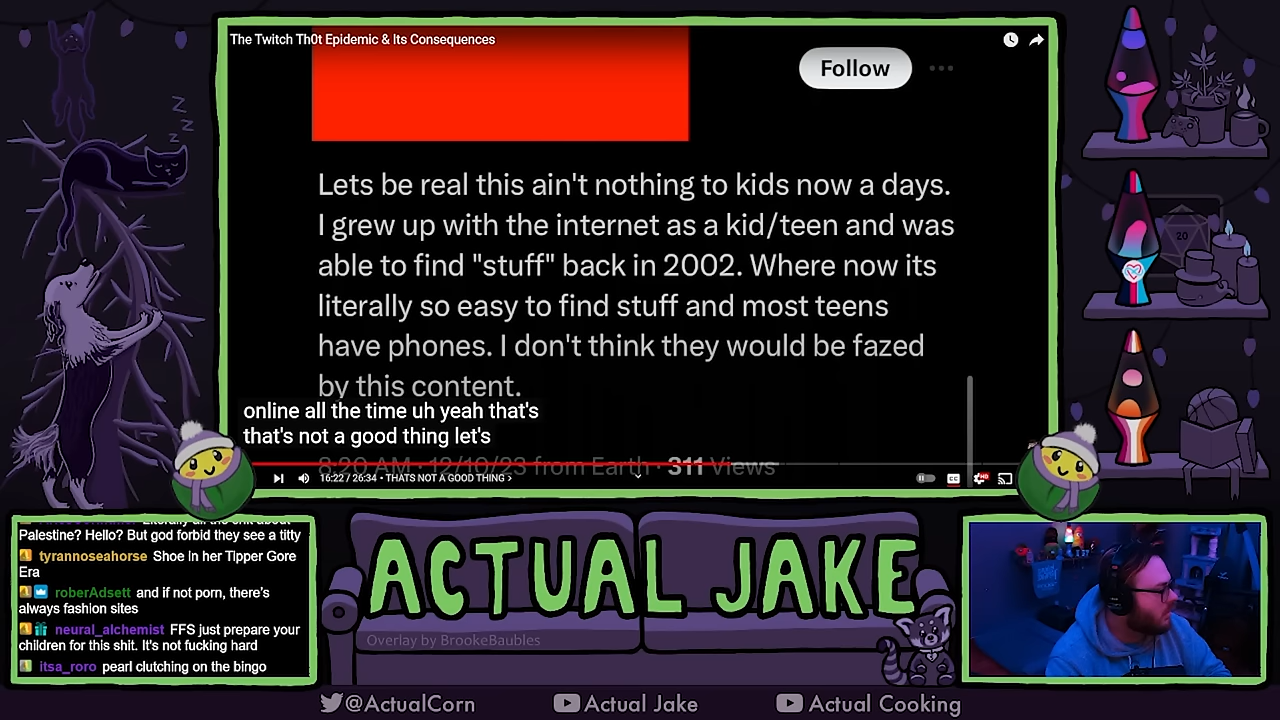 The Twitch Th0t Epidemic & Its Consequences
Follow
Lets be real this ain't nothing to kids now a days.
I grew up with the internet as a kid/teen and was
able to find "stuff" back in 2002. Where now its
literally so easy to find stuff and most teens
have phones. I don't think they would be fazed
by this content.
online all the time uh yeah that's
that's not a good thing let's
8:20 AM · 12/10/23 from Earth · 311 Views
16:22 / 26:34 • THATS NOT A GOOD THING >
CC
HD
20
Palestine? Hello? But god forbid they see a titty
tyrannoseahorse Shoe in her Tipper Gore
Era
roberAdsett and if not porn, there's
always fashion sites
neural_alchemist FFS just prepare your
children for this shit. It's not fucking hard
itsa_roro pearl clutching on the bingo
ACTUAL JAKE
Overlay by BrookeBaubles
@ActualCorn
Actual Jake
Actual Cooking